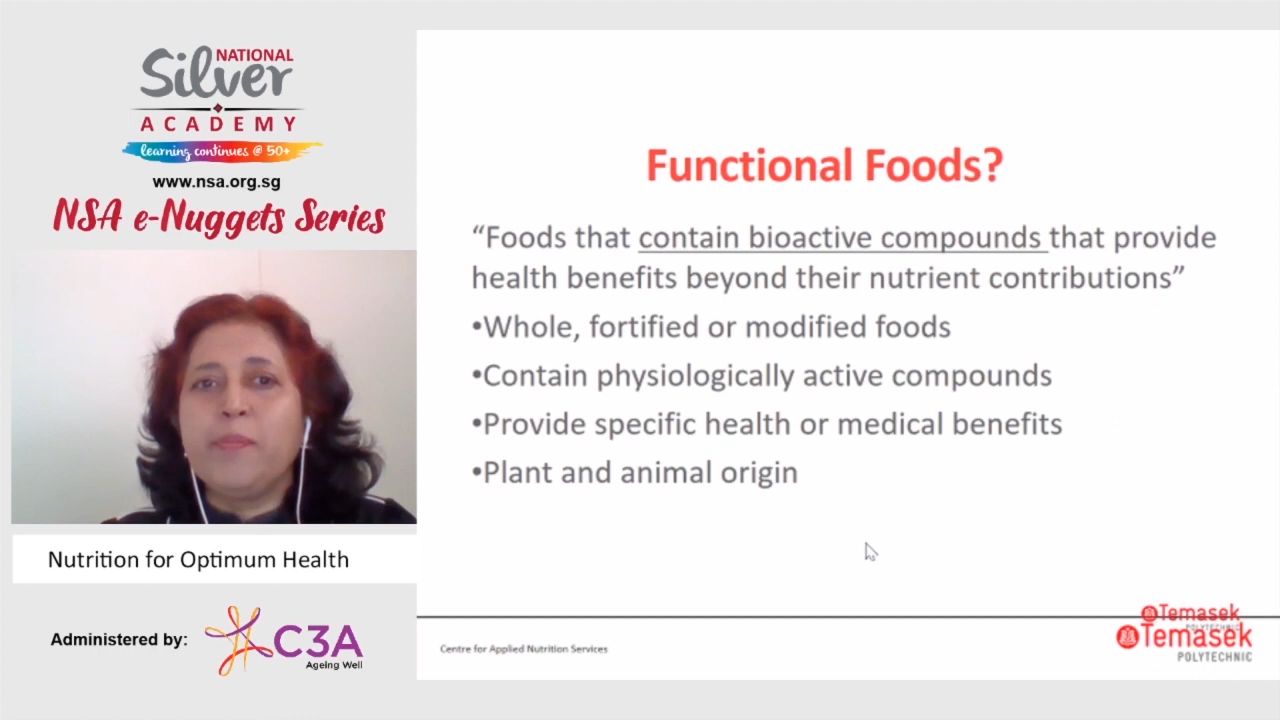 NATIONAL
Silver
ACADEMY
learning continues @ 50+
www.nsa.org.sg
NSA e-Nuggets Series
Nutrition for Optimum Health
Administered by:
C3A
Ageing Well
Functional Foods?
“Foods that contain bioactive compounds that provide
health benefits beyond their nutrient contributions”
•Whole, fortified or modified foods
•Contain physiologically active compounds
•Provide specific health or medical benefits
•Plant and animal origin
Centre for Applied Nutrition Services
Temasek
POLYTECHNIC
Temasek
POLYTECHNIC